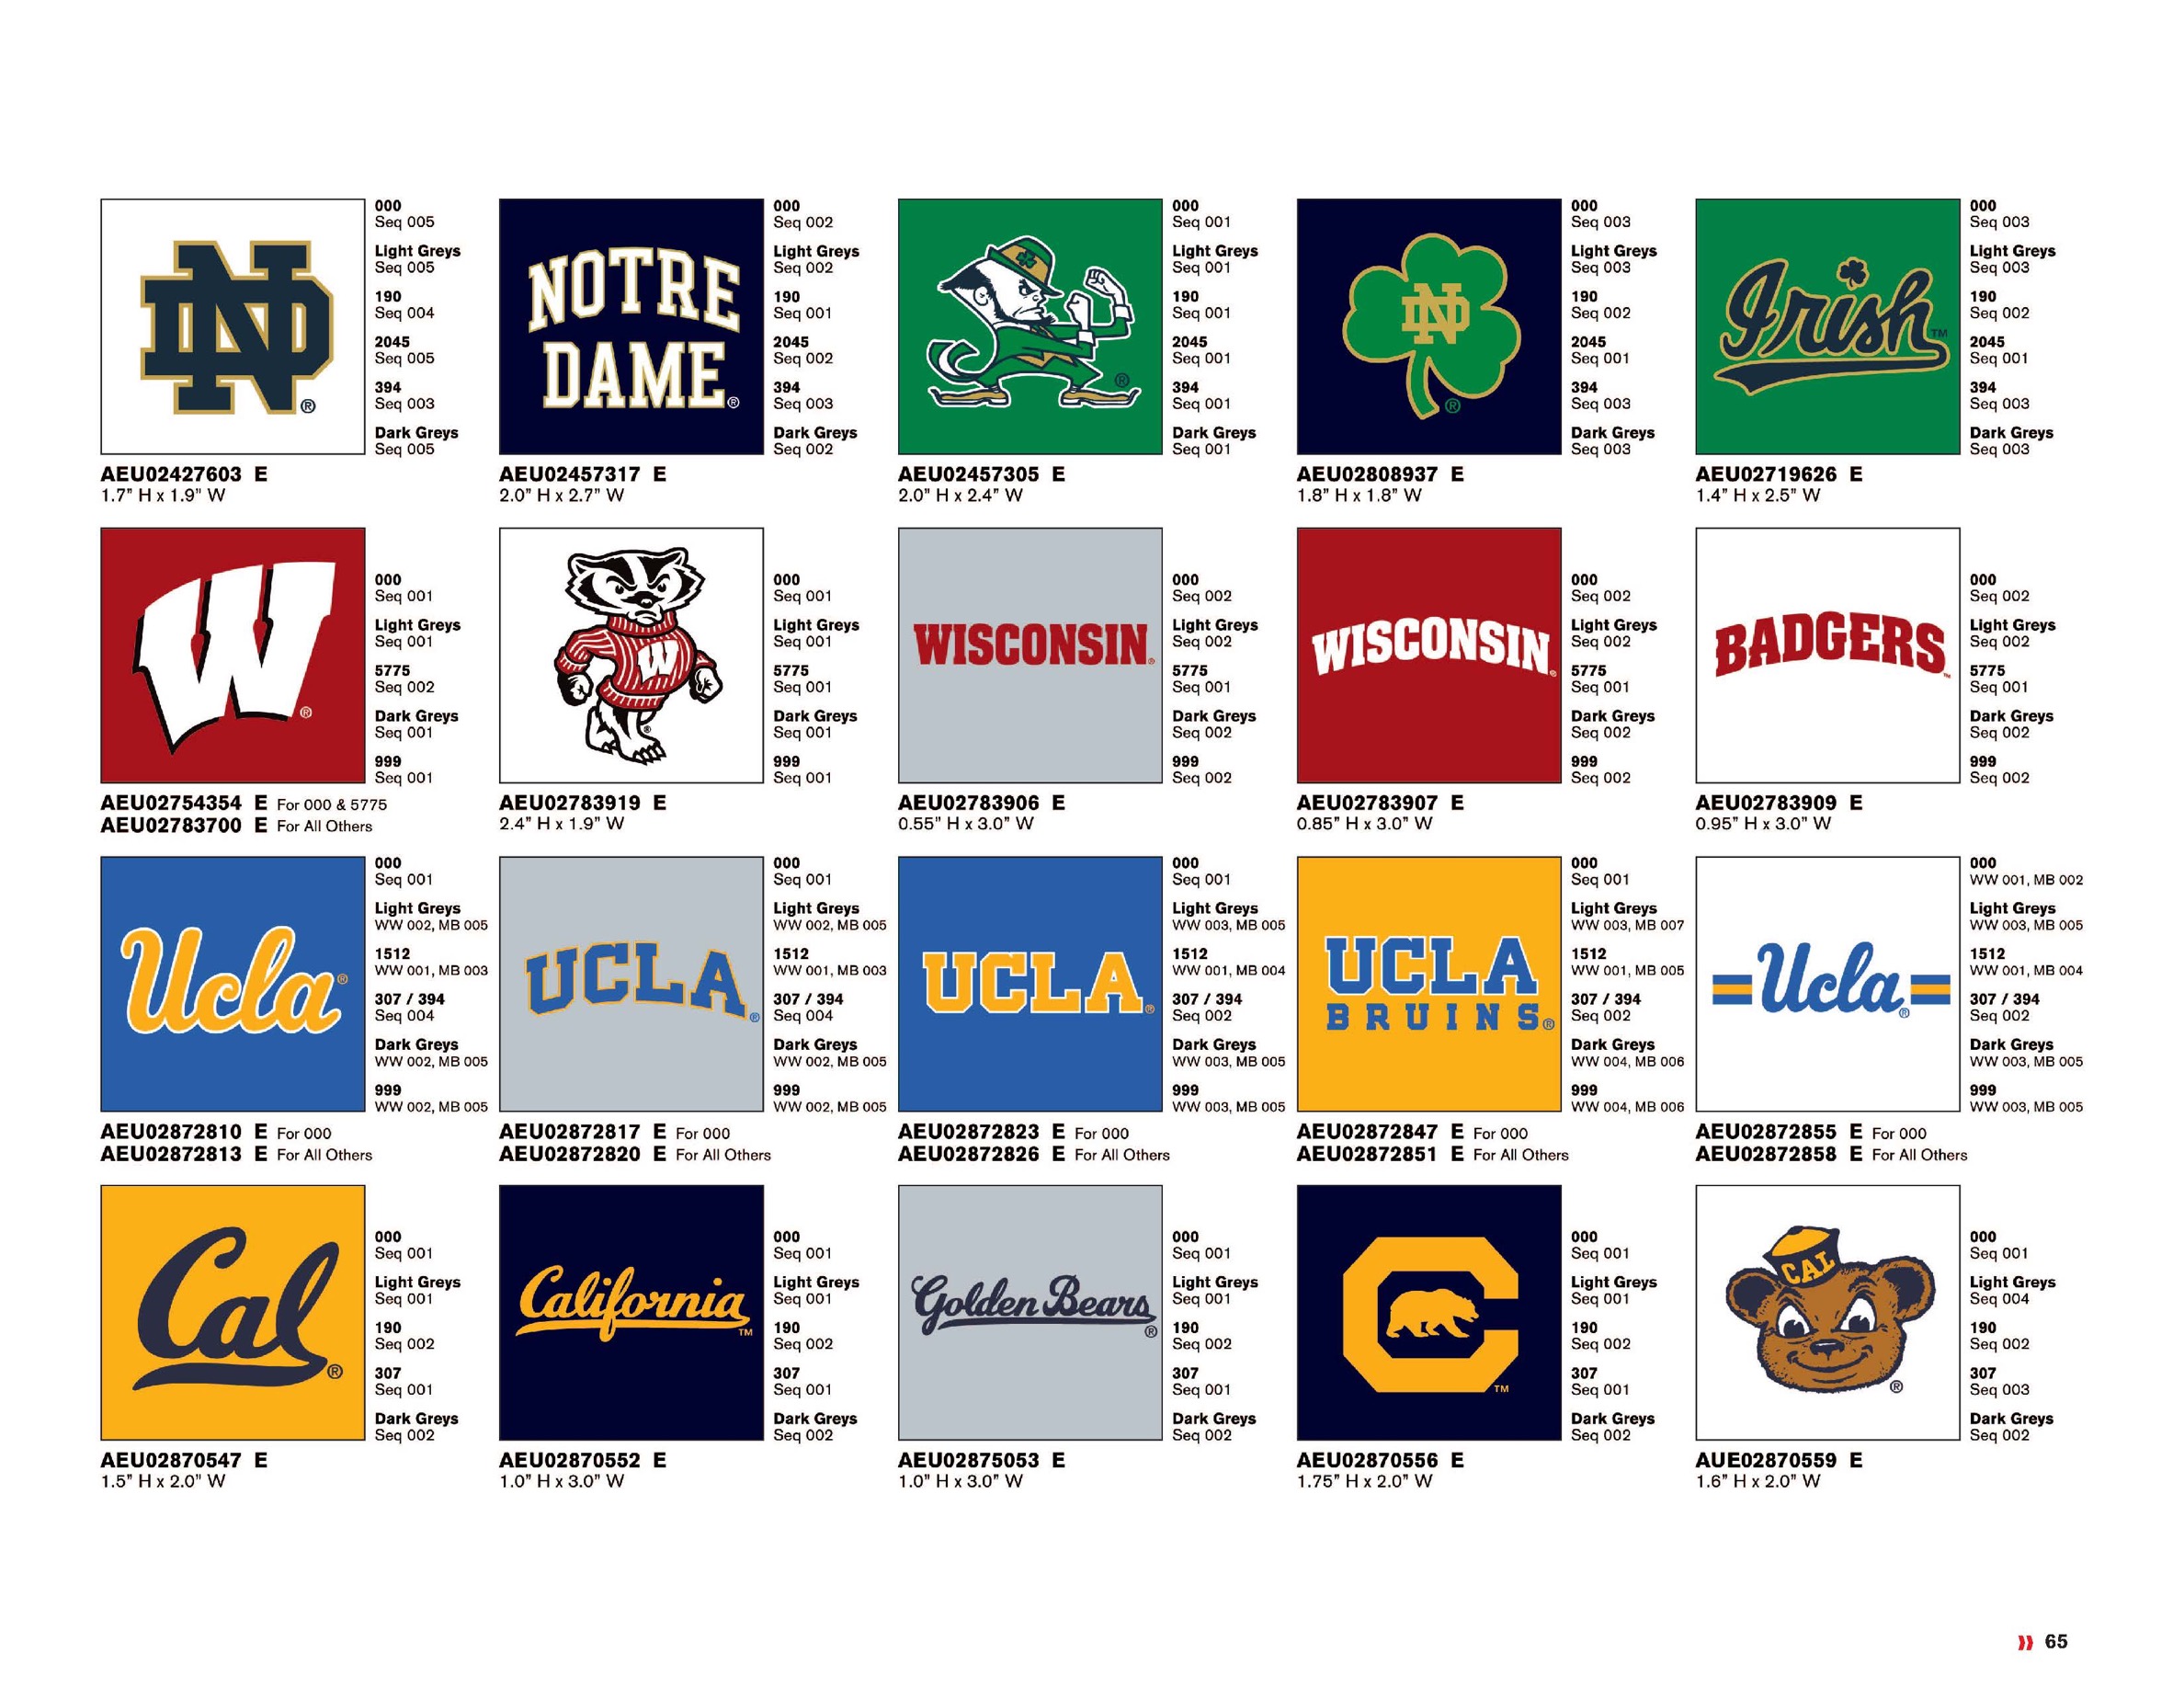 ND
®
000
Seq 005
Light Greys
Seq 005
190
Seq 004
2045
Seq 005
394
Seq 003
Dark Greys
Seq 005
AEU02427603 E
1.7" H x 1.9" W
NOTRE
DAME®
000
Seq 002
Light Greys
Seq 002
190
Seq 001
2045
Seq 002
394
Seq 003
Dark Greys
Seq 002
AEU02457317 E
2.0" H x 2.7" W
®
000
Seq 001
Light Greys
Seq 001
190
Seq 001
2045
Seq 001
394
Seq 001
Dark Greys
Seq 001
AEU02457305 E
2.0" H x 2.4" W
ND
®
000
Seq 003
Light Greys
Seq 003
190
Seq 002
2045
Seq 001
394
Seq 003
Dark Greys
Seq 003
AEU02808937 E
1.8" H x 1.8" W
Irish™
000
Seq 003
Light Greys
Seq 003
190
Seq 002
2045
Seq 001
394
Seq 003
Dark Greys
Seq 003
AEU02719626 E
1.4" H x 2.5" W
W®
000
Seq 001
Light Greys
Seq 001
5775
Seq 002
Dark Greys
Seq 001
999
Seq 001
AEU02754354 E For 000 & 5775
AEU02783700 E For All Others
W
®
000
Seq 001
Light Greys
Seq 001
5775
Seq 001
Dark Greys
Seq 001
999
Seq 001
AEU02783919 E
2.4" H x 1.9" W
WISCONSIN®
000
Seq 002
Light Greys
Seq 002
5775
Seq 001
Dark Greys
Seq 002
999
Seq 002
AEU02783906 E
0.55" H x 3.0" W
WISCONSIN®
000
Seq 002
Light Greys
Seq 002
5775
Seq 001
Dark Greys
Seq 002
999
Seq 002
AEU02783907 E
0.85" H x 3.0" W
BADGERS™
000
Seq 002
Light Greys
Seq 002
5775
Seq 001
Dark Greys
Seq 002
999
Seq 002
AEU02783909 E
0.95" H x 3.0" W
Ucla®
000
Seq 001
Light Greys
WW 002, MB 005
1512
WW 001, MB 003
307 / 394
Seq 004
Dark Greys
WW 002, MB 005
999
WW 002, MB 005
AEU02872810 E For 000
AEU02872813 E For All Others
UCLA®
000
Seq 001
Light Greys
WW 002, MB 005
1512
WW 001, MB 003
307 / 394
Seq 004
Dark Greys
WW 002, MB 005
999
WW 002, MB 005
AEU02872817 E For 000
AEU02872820 E For All Others
UCLA®
000
Seq 001
Light Greys
WW 003, MB 005
1512
WW 001, MB 004
307 / 394
Seq 002
Dark Greys
WW 003, MB 005
999
WW 003, MB 005
AEU02872823 E For 000
AEU02872826 E For All Others
UCLA
BRUINS®
000
Seq 001
Light Greys
WW 003, MB 007
1512
WW 001, MB 005
307 / 394
Seq 002
Dark Greys
WW 004, MB 006
999
WW 004, MB 006
AEU02872847 E For 000
AEU02872851 E For All Others
Ucla®
000
WW 001, MB 002
Light Greys
WW 003, MB 005
1512
WW 001, MB 004
307 / 394
Seq 002
Dark Greys
WW 003, MB 005
999
WW 003, MB 005
AEU02872855 E For 000
AEU02872858 E For All Others
Cal®
000
Seq 001
Light Greys
Seq 001
190
Seq 002
307
Seq 001
Dark Greys
Seq 002
AEU02870547 E
1.5" H x 2.0" W
California™
000
Seq 001
Light Greys
Seq 001
190
Seq 002
307
Seq 001
Dark Greys
Seq 002
AEU02870552 E
1.0" H x 3.0" W
Golden Bears®
000
Seq 001
Light Greys
Seq 001
190
Seq 002
307
Seq 001
Dark Greys
Seq 002
AEU02875053 E
1.0" H x 3.0" W
C™
000
Seq 001
Light Greys
Seq 001
190
Seq 002
307
Seq 001
Dark Greys
Seq 002
AEU02870556 E
1.75" H x 2.0" W
CAL
®
000
Seq 001
Light Greys
Seq 004
190
Seq 002
307
Seq 003
Dark Greys
Seq 002
AUE02870559 E
1.6" H x 2.0" W
65